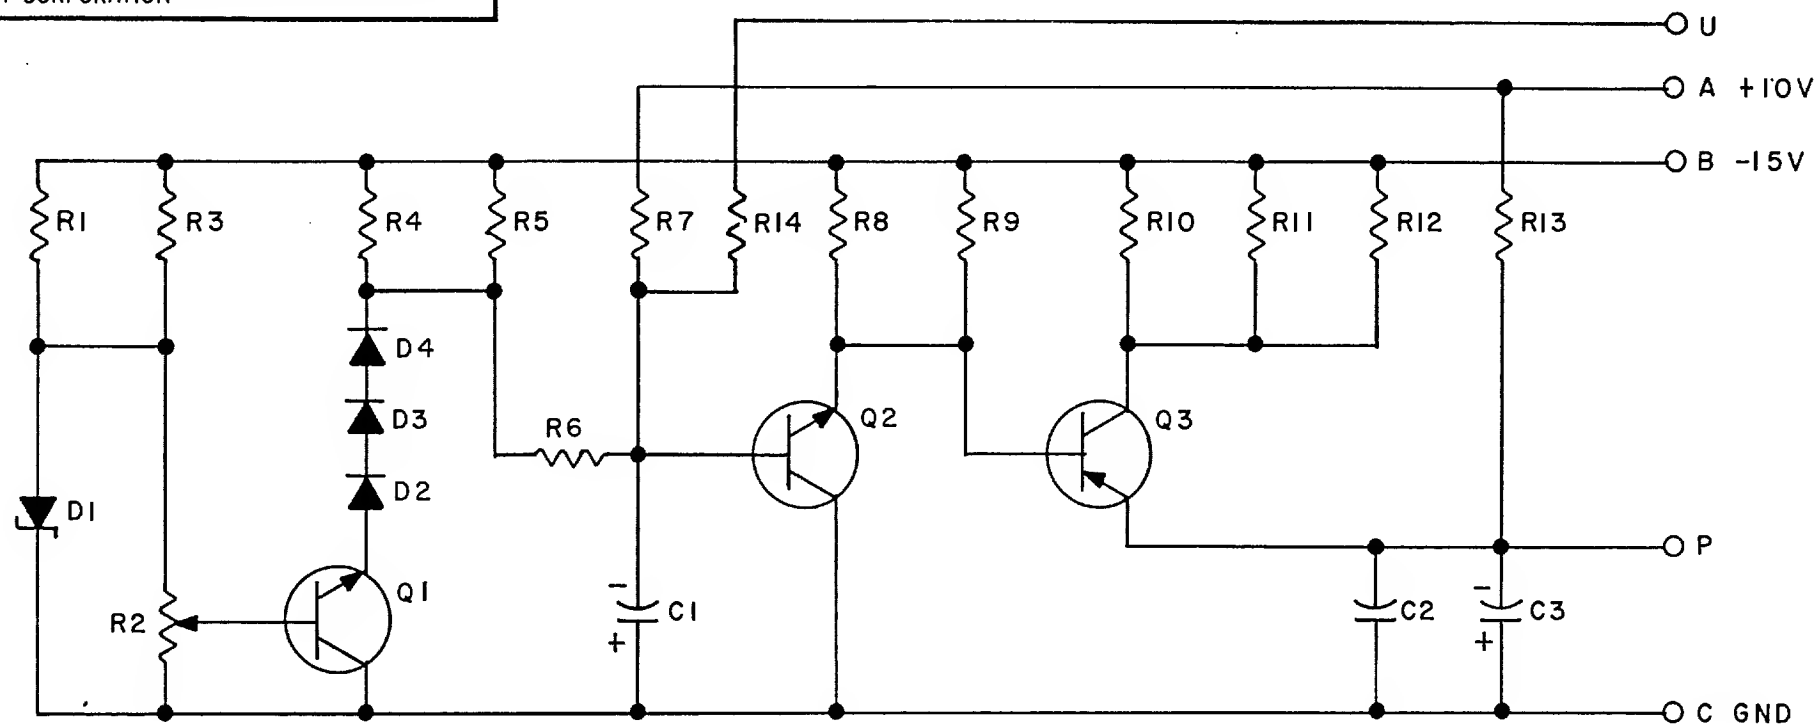 CORPORATION
U
A +10V
B -15V
R1
R3
R4
R5
R7
R14
R8
R9
R10
R11
R12
R13
D4
D3
D2
D1
R6
Q2
Q3
P
Q1
R2
-
C1
+
C2
-
C3
+
C GND